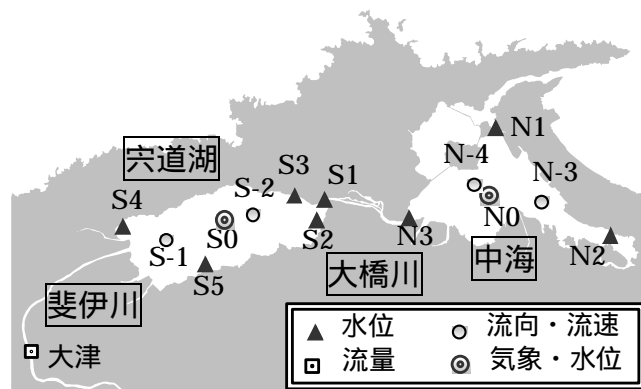 N1
宍道湖
N-4
S3
S1
N-3
S4
S-2
S0
S-1
S2
N3
N0
N2
S5
大橋川
中海
斐伊川
大津
▲ 水位
○ 流向・流速
流量
◎ 気象・水位